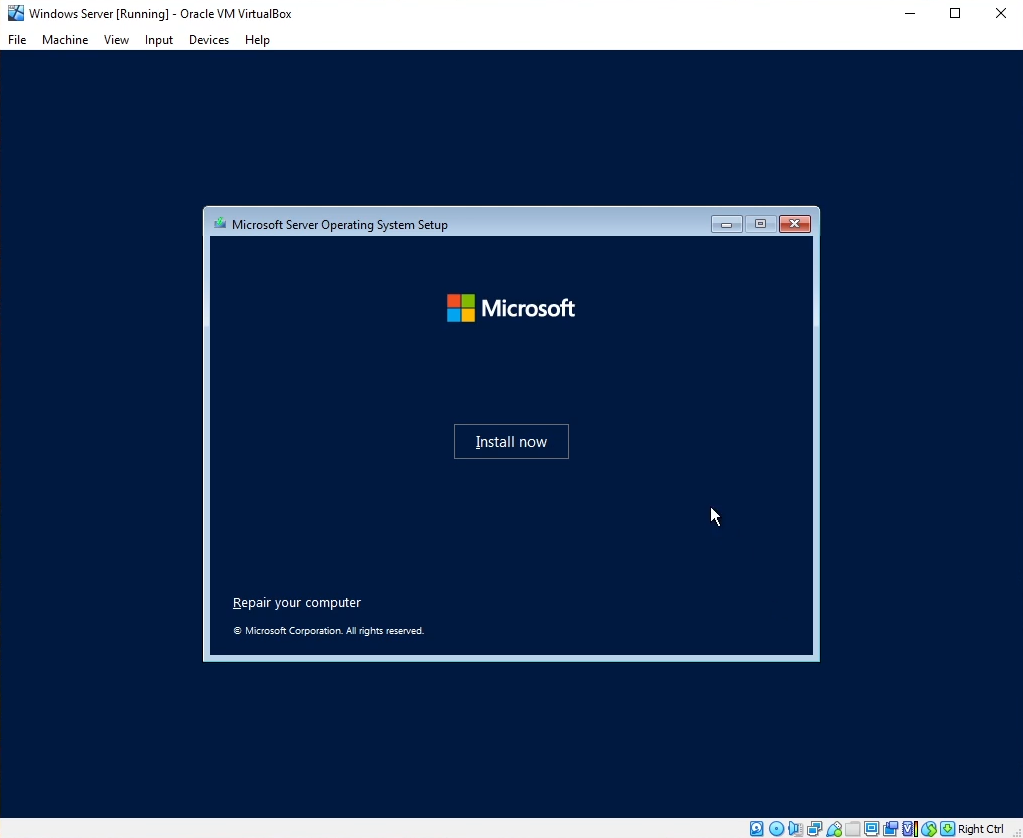 Windows Server [Running] - Oracle VM VirtualBox
File Machine View Input Devices Help
Microsoft Server Operating System Setup
Microsoft
Install now
Repair your computer
© Microsoft Corporation. All rights reserved.
Right Ctrl